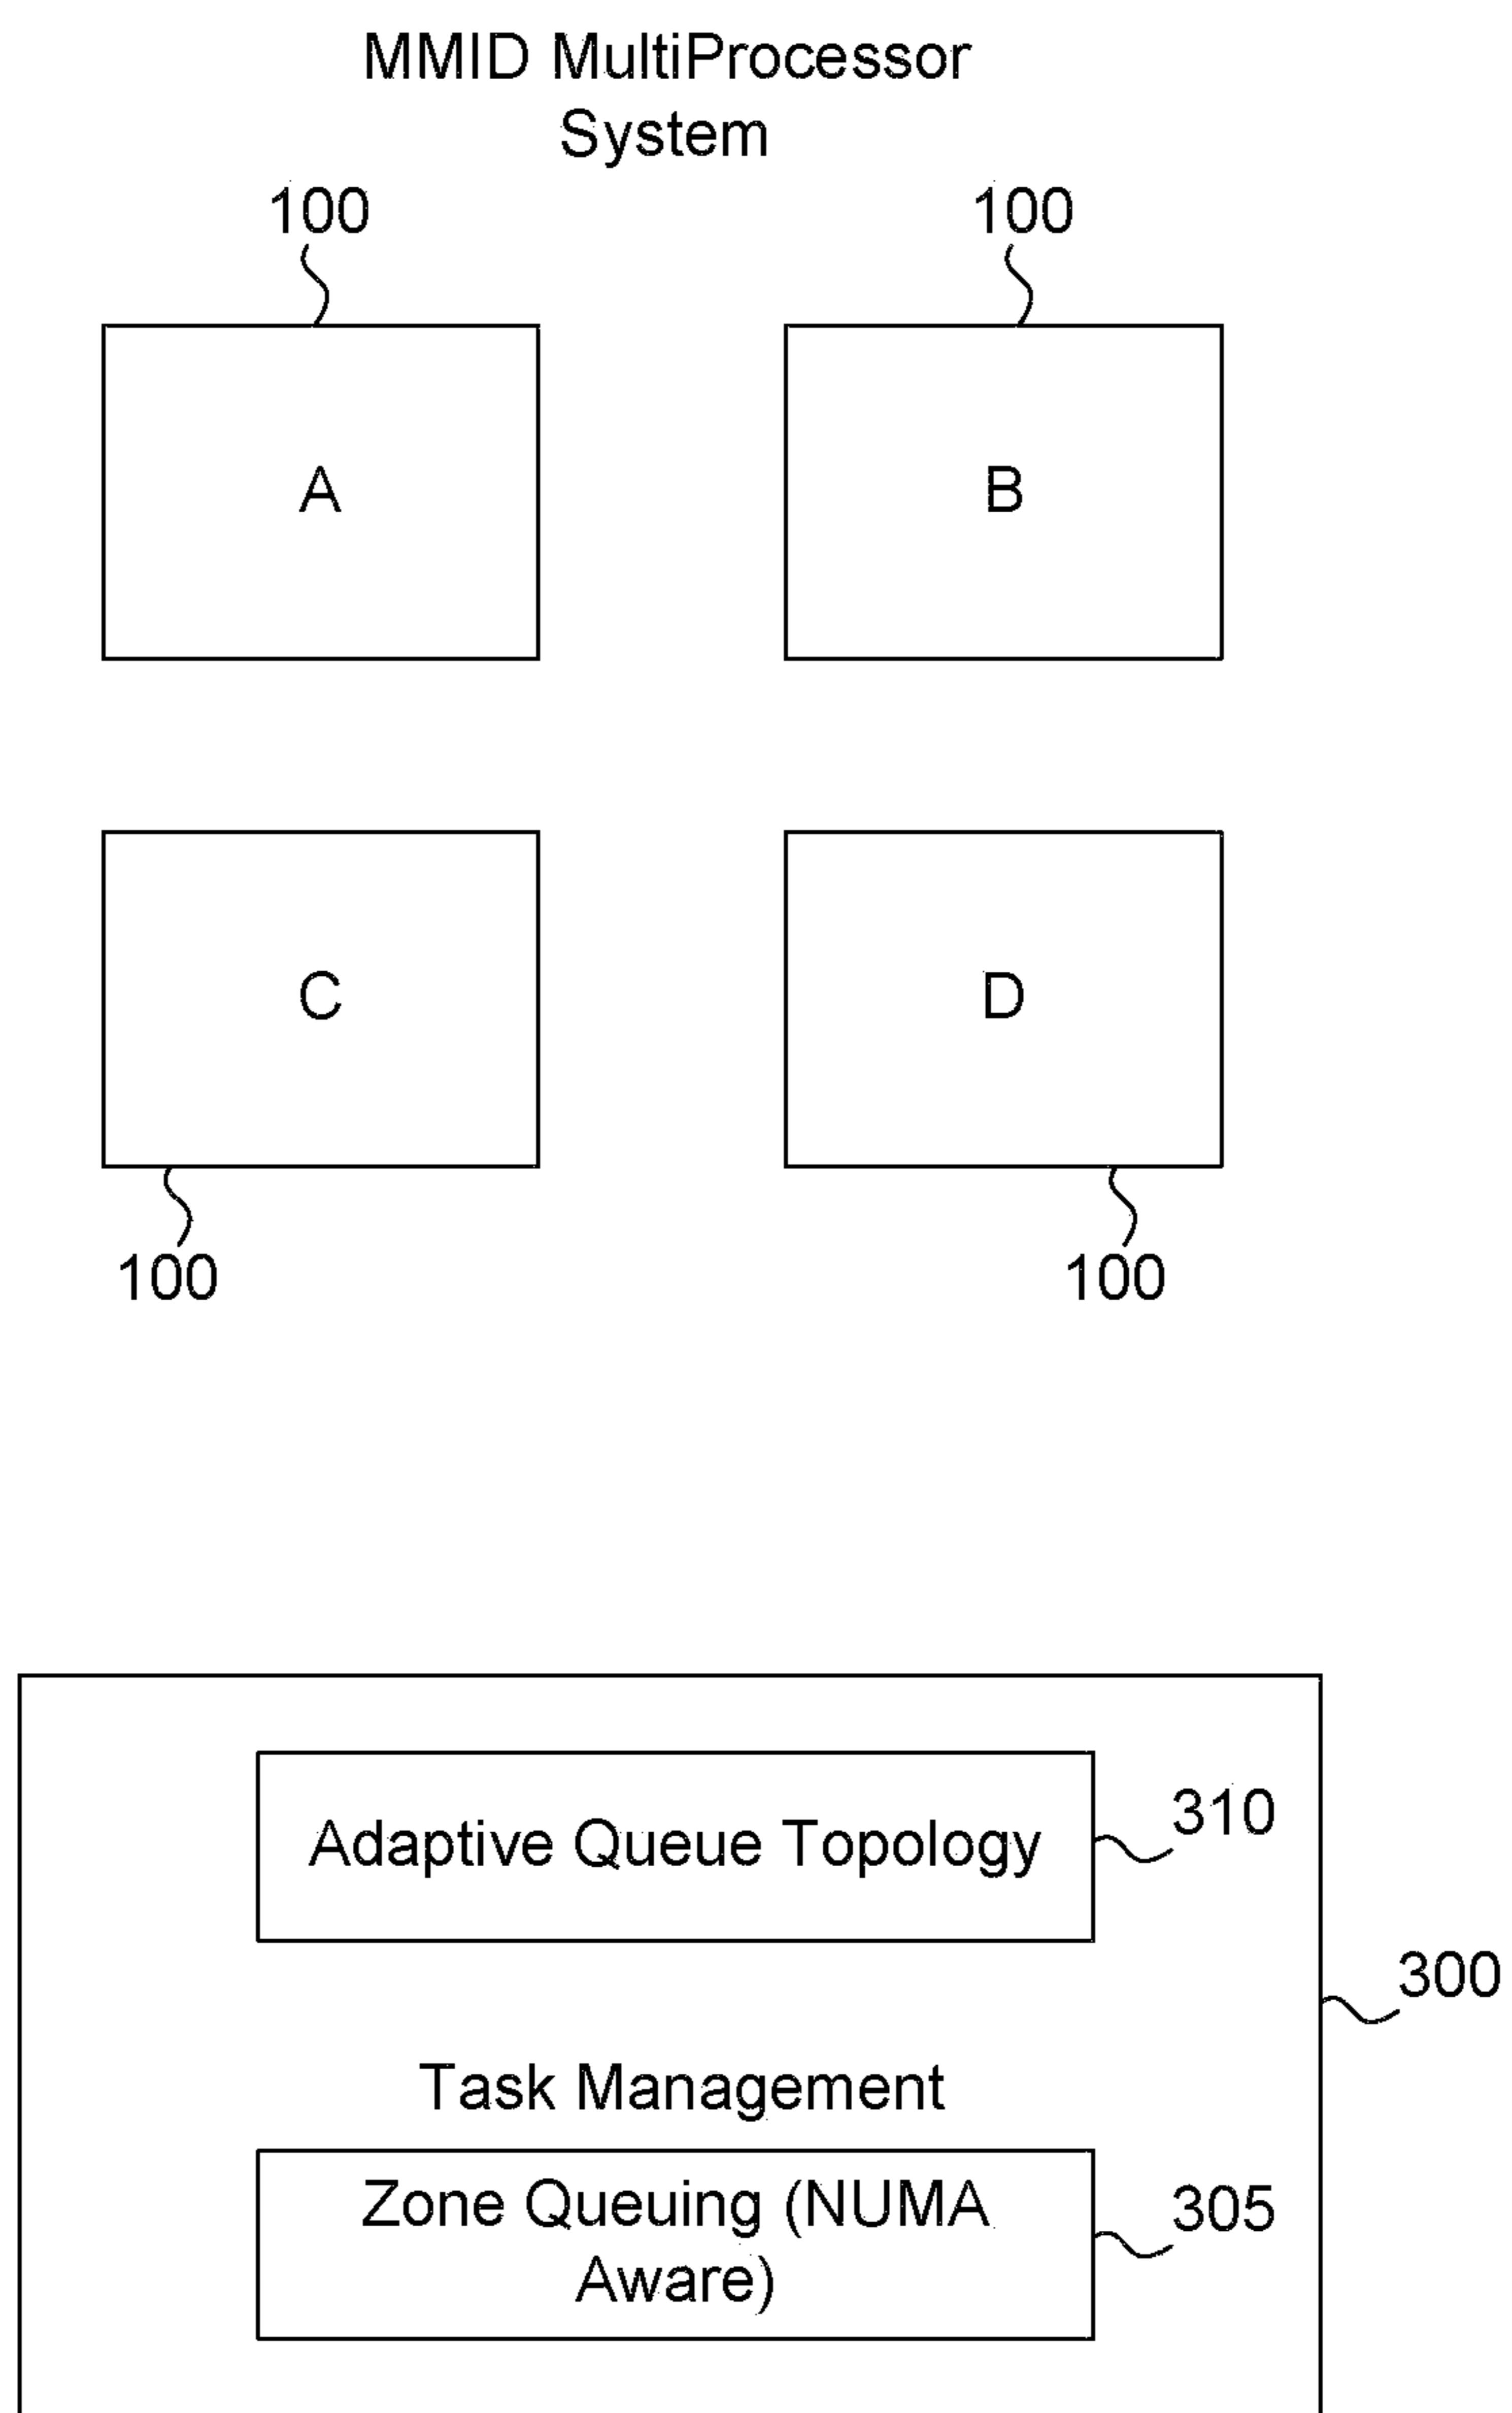 MMID MultiProcessor
System
100
100
A
B
C
D
100
100
Adaptive Queue Topology
310
300
Task Management
Zone Queuing (NUMA
Aware)
305